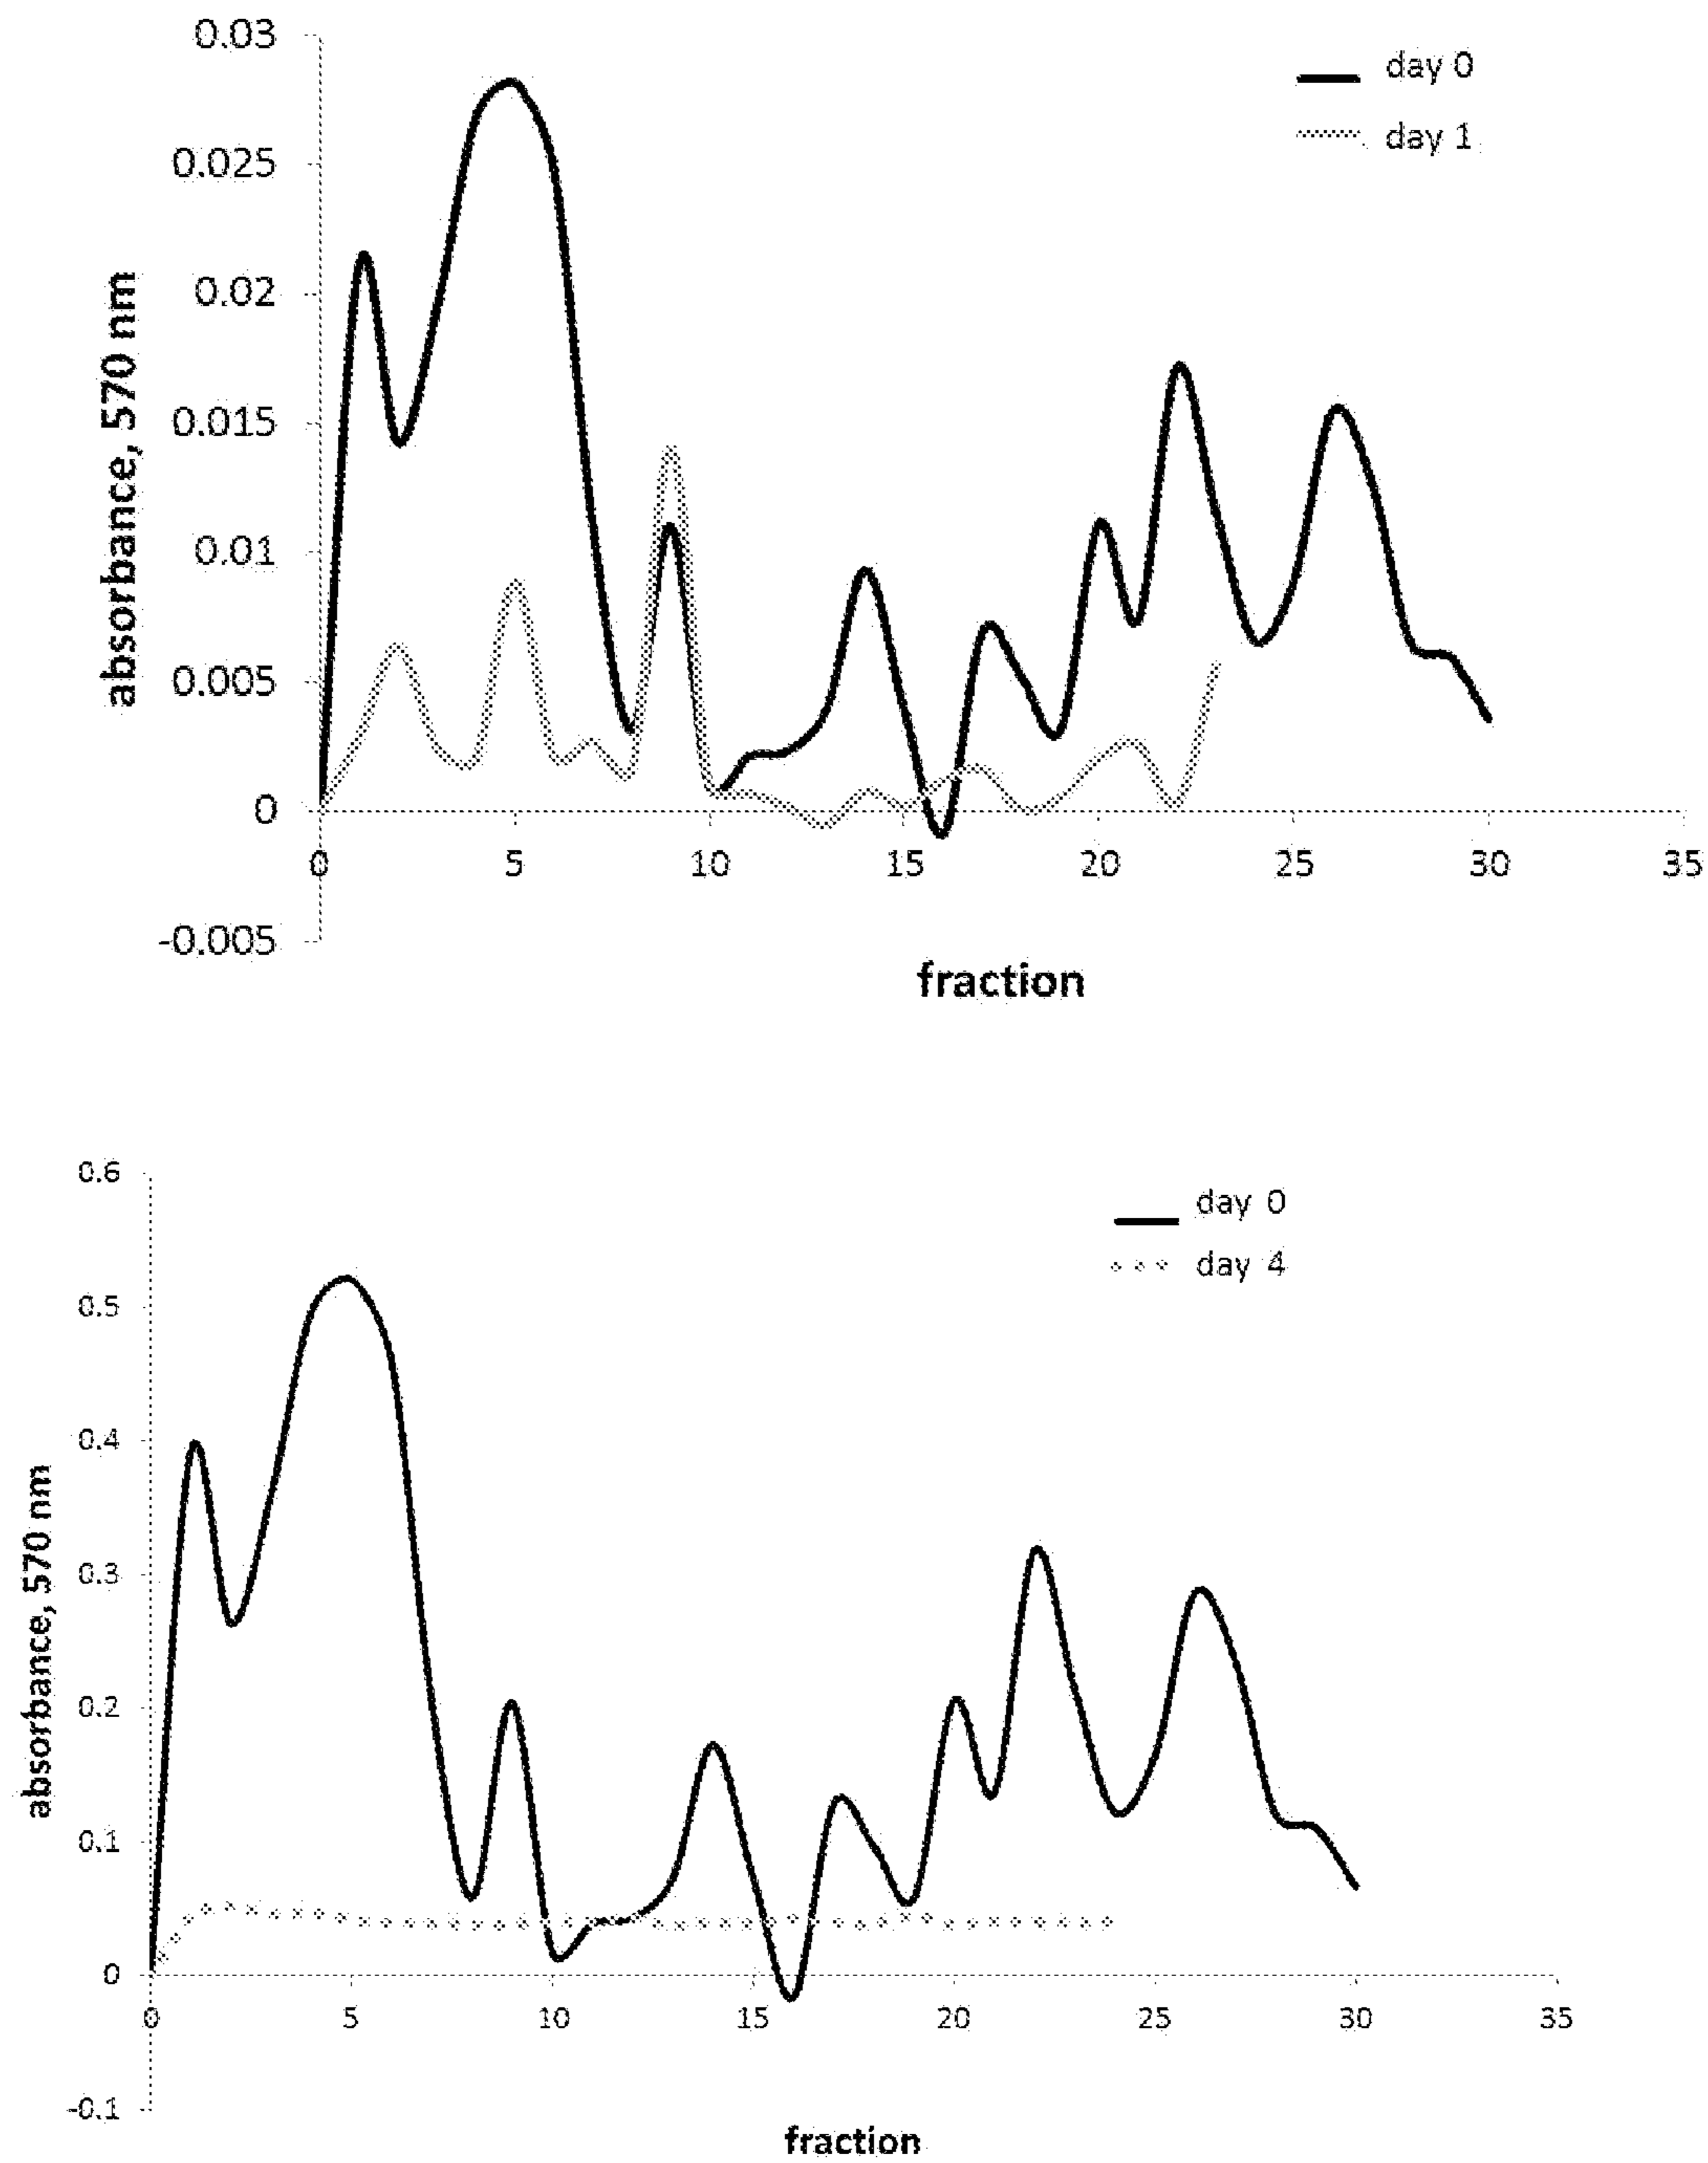 0.03
day 0
day 1
0.025
0.02
0.015
0.01
0.005
0
-0.005
absorbance, 570 nm
0 5 10 15 20 25 30 35
fraction
0.6
day 0
day 4
0.5
0.4
0.3
0.2
0.1
0
-0.1
absorbance, 570 nm
0 5 10 15 20 25 30 35
fraction